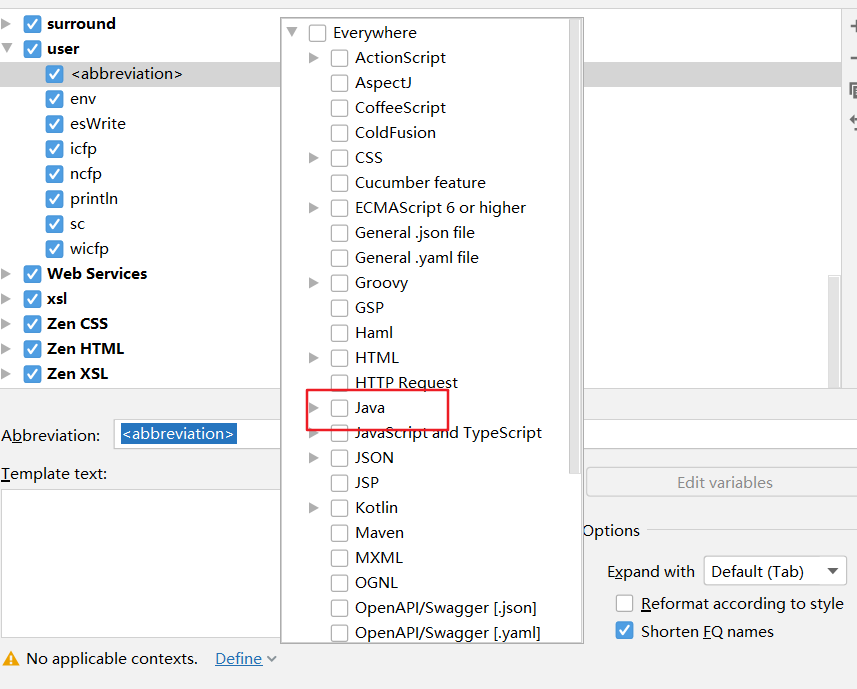 surround
user
<abbreviation>
env
esWrite
icfp
ncfp
println
sc
wicfp
Web Services
xsl
Zen CSS
Zen HTML
Zen XSL
Everywhere
ActionScript
AspectJ
CoffeeScript
ColdFusion
CSS
Cucumber feature
ECMAScript 6 or higher
General .json file
General .yaml file
Groovy
GSP
Haml
HTML
HTTP Request
Java
JavaScript and TypeScript
JSON
JSP
Kotlin
Maven
MXML
OGNL
OpenAPI/Swagger [.json]
OpenAPI/Swagger [.yaml]
Abbreviation: <abbreviation>
Template text:
Edit variables
Options
Expand with Default (Tab)
Reformat according to style
Shorten FQ names
No applicable contexts. Define